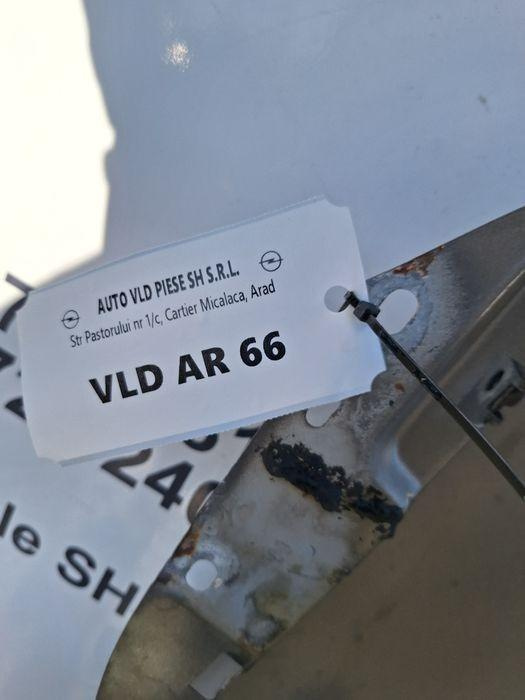 AUTO VLD PIESE SH S.R.L.
Str Pastorului nr 1/c, Cartier Micalaca, Arad
VLD AR 66
24
le SH